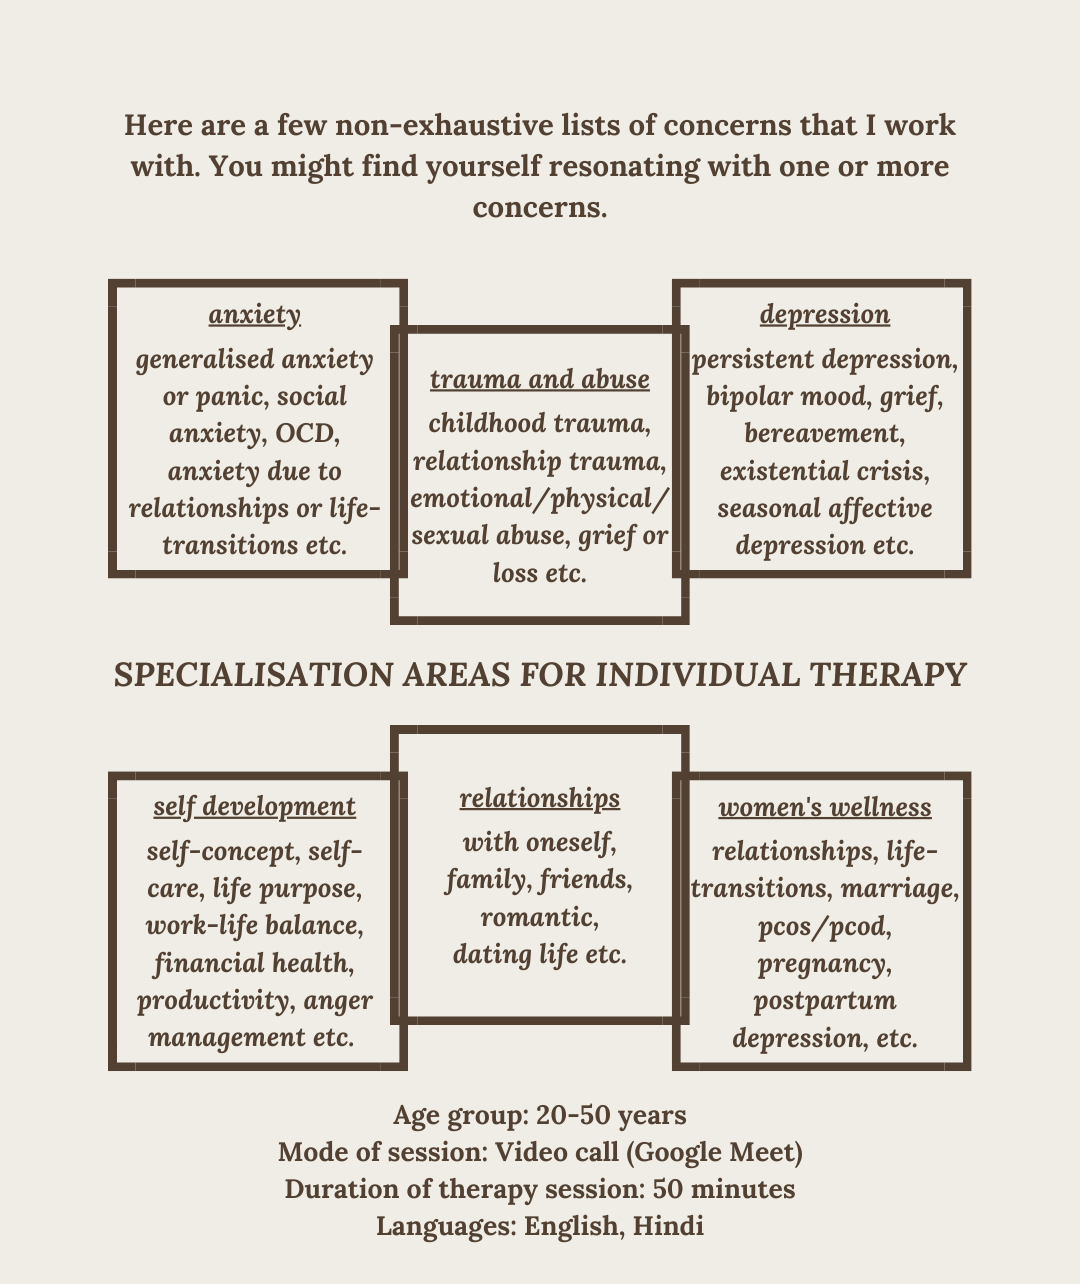 Here are a few non-exhaustive lists of concerns that I work
with. You might find yourself resonating with one or more
concerns.
anxiety
generalised anxiety
or panic, social
anxiety, OCD,
anxiety due to
relationships or life-
transitions etc.
trauma and abuse
childhood trauma,
relationship trauma,
emotional/physical/
sexual abuse, grief or
loss etc.
depression
persistent depression,
bipolar mood, grief,
bereavement,
existential crisis,
seasonal affective
depression etc.
SPECIALISATION AREAS FOR INDIVIDUAL THERAPY
self development
self-concept, self-
care, life purpose,
work-life balance,
financial health,
productivity, anger
management etc.
relationships
with oneself,
family, friends,
romantic,
dating life etc.
women's wellness
relationships, life-
transitions, marriage,
pcos/pcod,
pregnancy,
postpartum
depression, etc.
Age group: 20-50 years
Mode of session: Video call (Google Meet)
Duration of therapy session: 50 minutes
Languages: English, Hindi